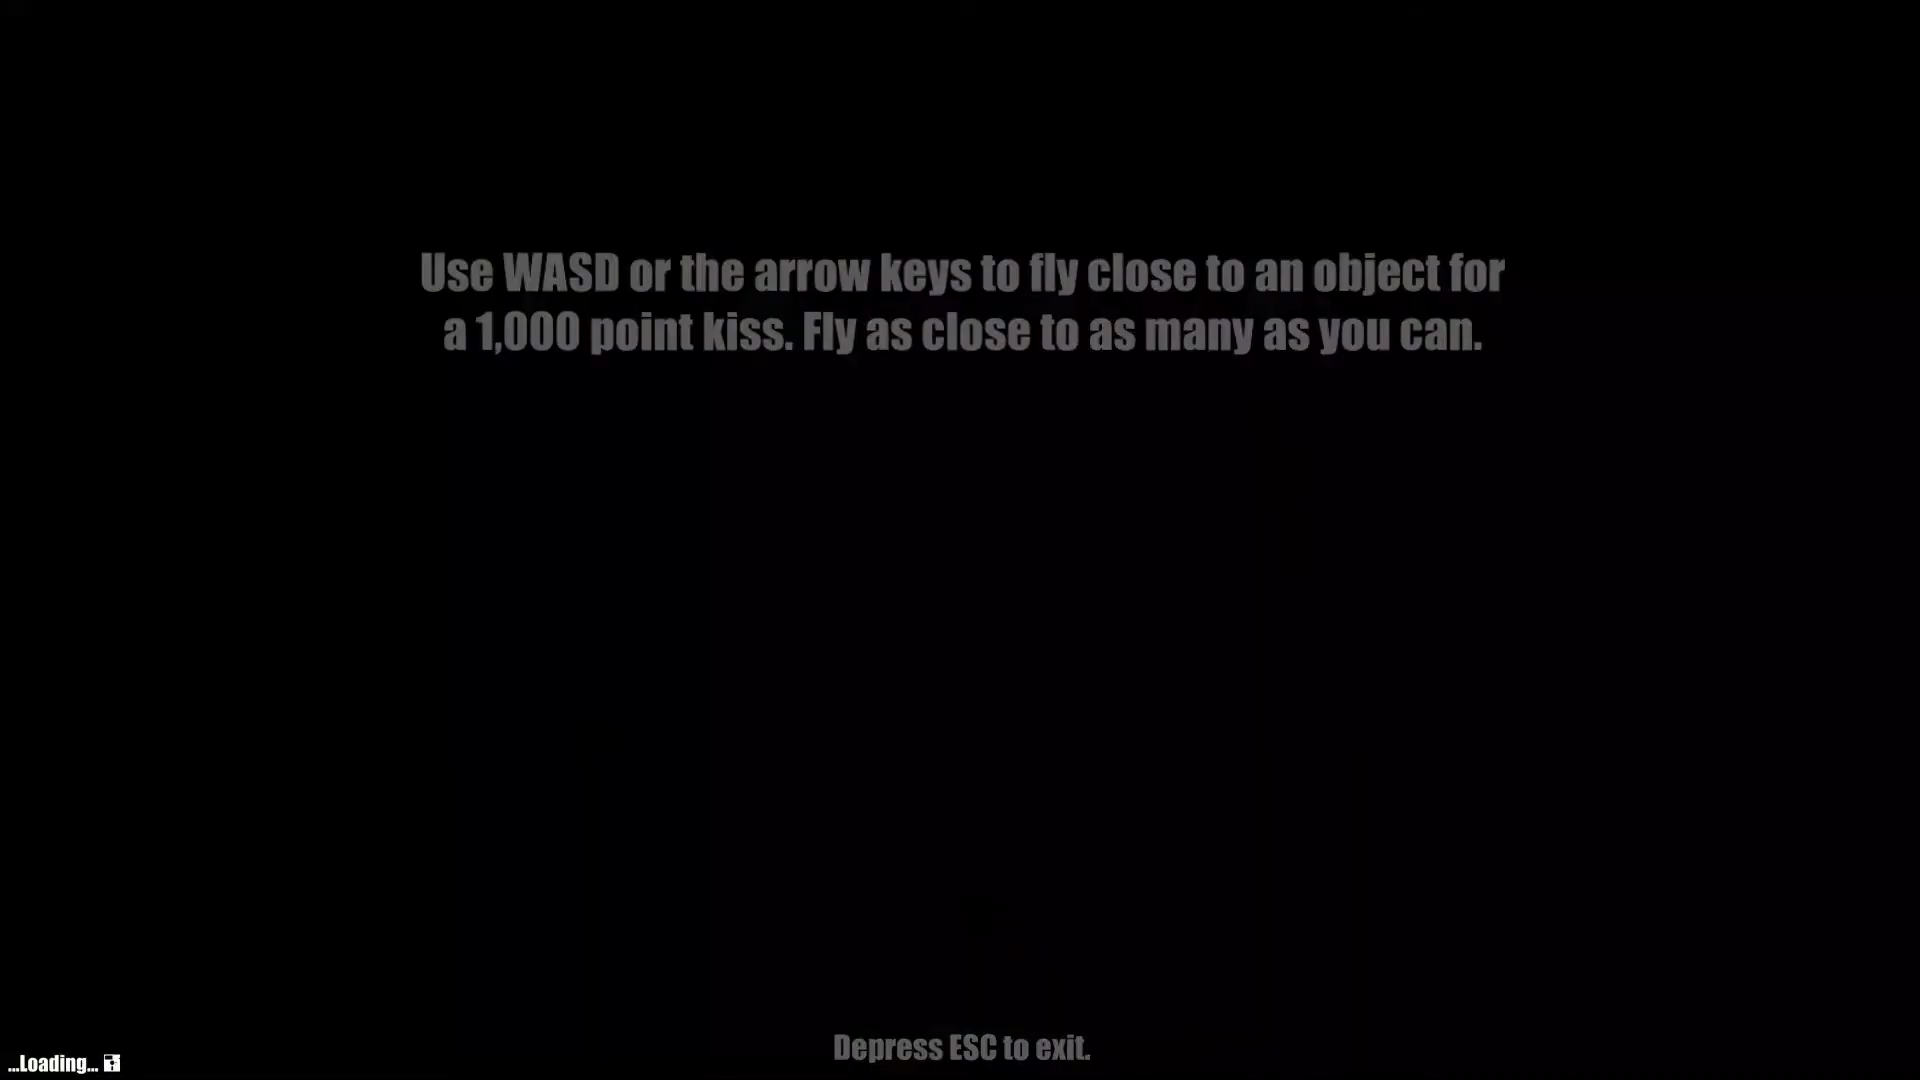 Use WASD or the arrow keys to fly close to an object for
a 1,000 point kiss. Fly as close to as many as you can.
Depress ESC to exit.
...Loading...